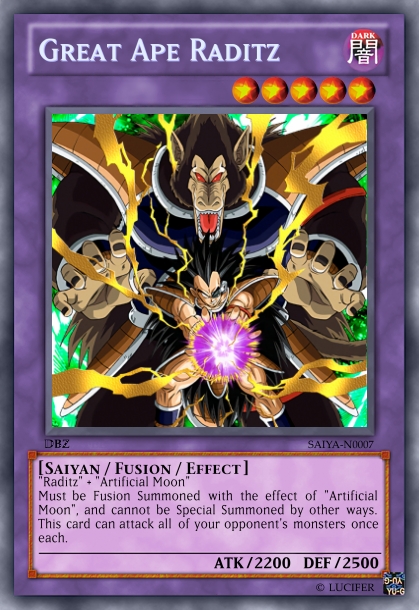 GREAT APE RADITZ
DARK
闇
DBZ
SAIYA-N0007
[SAIYAN / FUSION / EFFECT]
"Raditz" + "Artificial Moon"
Must be Fusion Summoned with the effect of "Artificial
Moon", and cannot be Special Summoned by other ways.
This card can attack all of your opponent's monsters once
each.
ATK/2200 DEF/2500
© LUCIFER